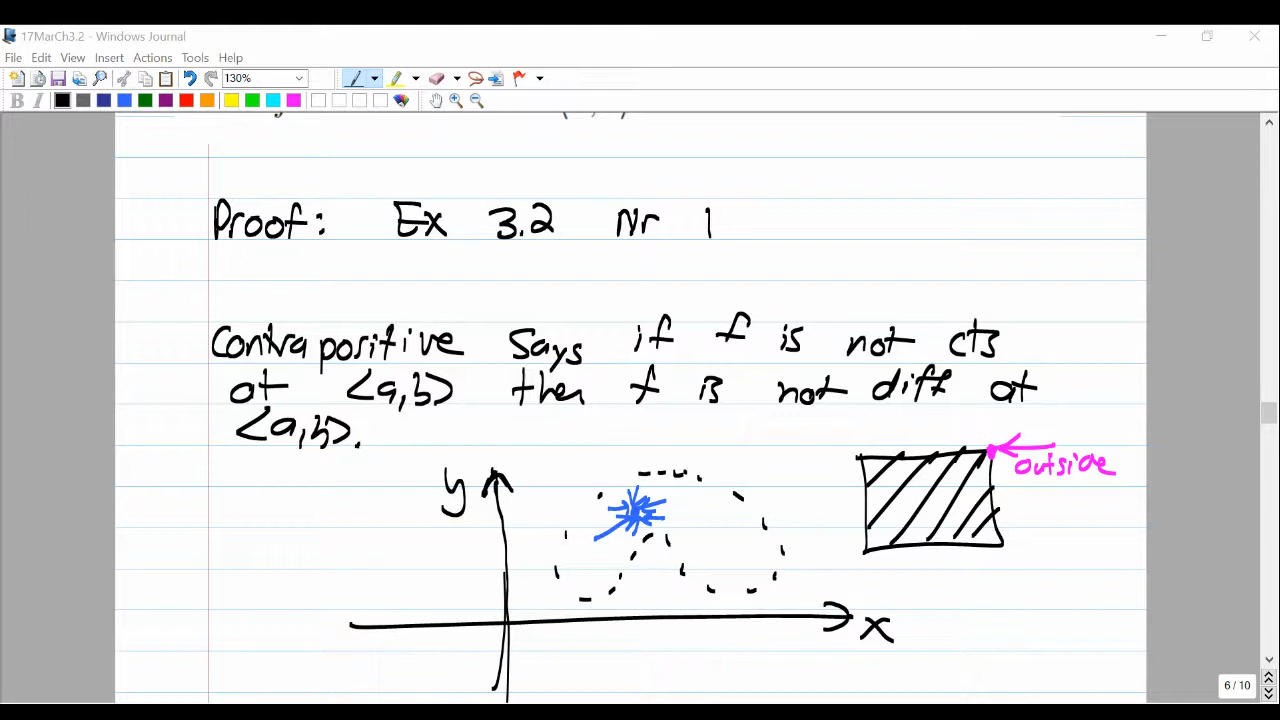 17MarCh3.2 - Windows Journal
File Edit View Insert Actions Tools Help
130%
B I
Proof: Ex 3.2 Nr 1
Contrapositive Says if f is not cts
at <a,b> then f is not diff at
<a,b>.
outside
y
x
6 / 10